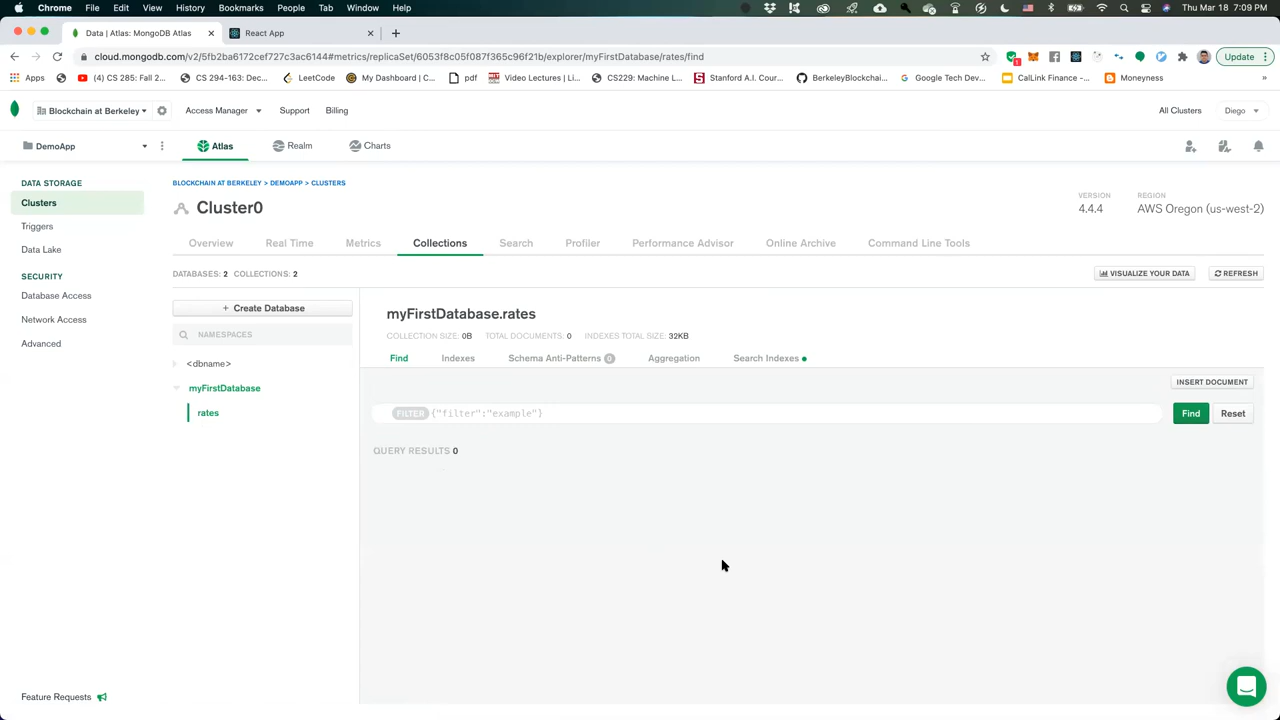 Chrome File Edit View History Bookmarks People Tab Window Help
Thu Mar 18 7:09 PM
Data | Atlas: MongoDB Atlas
React App
cloud.mongodb.com/v2/5fb2ba6172cef727c3ac6144#metrics/replicaSet/6053f8c05f087f365c96f21b/explorer/myFirstDatabase/rates/find
Update
Apps (4) CS 285: Fall 2... CS 294-163: Dec... LeetCode My Dashboard | C... pdf Video Lectures | Li... CS229: Machine L... Stanford A.I. Cour... BerkeleyBlockchai... Google Tech Dev... CalLink Finance -... Moneyness »
Blockchain at Berkeley Access Manager Support Billing All Clusters Diego
DemoApp Atlas Realm Charts
DATA STORAGE
Clusters
Triggers
Data Lake
SECURITY
Database Access
Network Access
Advanced
Feature Requests
BLOCKCHAIN AT BERKELEY > DEMOAPP > CLUSTERS
Cluster0
VERSION
4.4.4
REGION
AWS Oregon (us-west-2)
Overview Real Time Metrics Collections Search Profiler Performance Advisor Online Archive Command Line Tools
DATABASES: 2 COLLECTIONS: 2
VISUALIZE YOUR DATA REFRESH
+ Create Database
NAMESPACES
<dbname>
myFirstDatabase
rates
myFirstDatabase.rates
COLLECTION SIZE: 0B TOTAL DOCUMENTS: 0 INDEXES TOTAL SIZE: 32KB
Find Indexes Schema Anti-Patterns 0 Aggregation Search Indexes
INSERT DOCUMENT
FILTER {"filter":"example"}
Find Reset
QUERY RESULTS 0